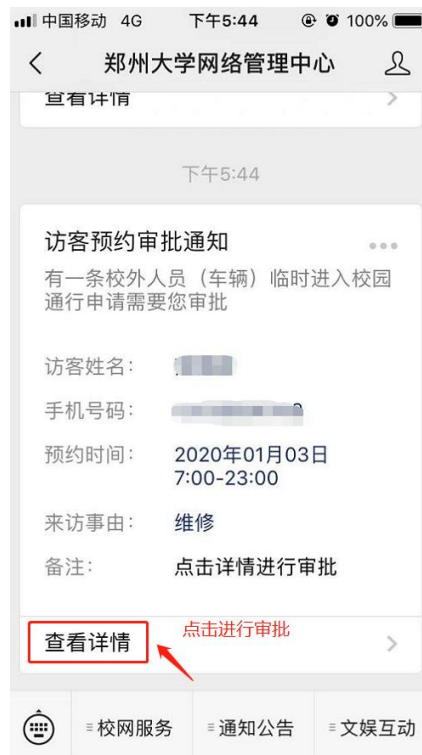 中国移动 4G 下午5:44 100%
郑州大学网络管理中心
查看详情
下午5:44
访客预约审批通知
有一条校外人员（车辆）临时进入校园
通行申请需要您审批
访客姓名:
手机号码:
预约时间: 2020年01月03日
7:00-23:00
来访事由: 维修
备注: 点击详情进行审批
查看详情 点击进行审批
校网服务 通知公告 文娱互动